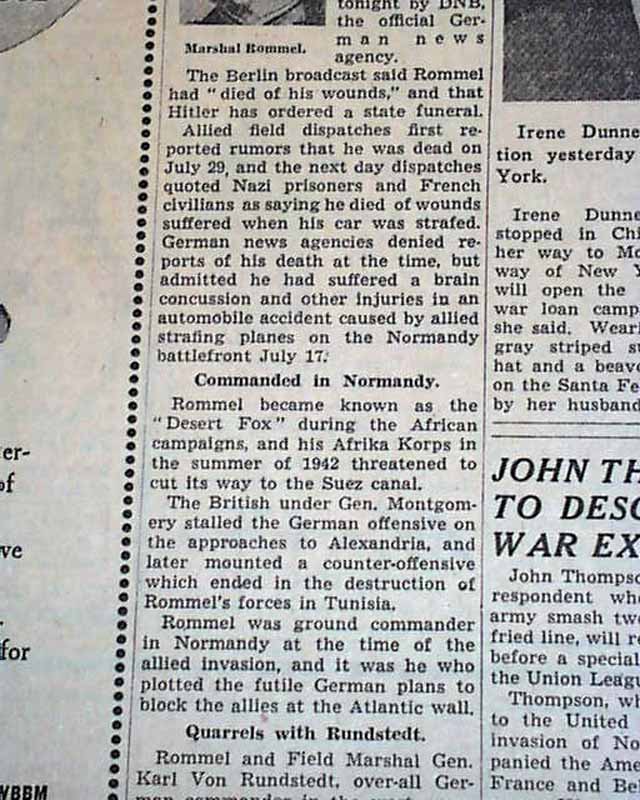 tonight by DNB,
the official Ger-
man news
agency.
Marshal Rommel.
The Berlin broadcast said Rommel
had "died of his wounds," and that
Hitler has ordered a state funeral.
Allied field dispatches first re-
ported rumors that he was dead on
July 29, and the next day dispatches
quoted Nazi prisoners and French
civilians as saying he died of wounds
suffered when his car was strafed.
German news agencies denied re-
ports of his death at the time, but
admitted he had suffered a brain
concussion and other injuries in an
automobile accident caused by allied
strafing planes on the Normandy
battlefront July 17.
Commanded in Normandy.
Rommel became known as the
"Desert Fox" during the African
campaigns, and his Afrika Korps in
the summer of 1942 threatened to
cut its way to the Suez canal.
The British under Gen. Montgom-
ery stalled the German offensive on
the approaches to Alexandria, and
later mounted a counter-offensive
which ended in the destruction of
Rommel's forces in Tunisia.
Rommel was ground commander
in Normandy at the time of the
allied invasion, and it was he who
plotted the futile German plans to
block the allies at the Atlantic wall.
Quarrels with Rundstedt.
Rommel and Field Marshal Gen.
Karl Von Rundstedt, over-all Ger-
man commander in the west
Irene Dunne
tion yesterday
York.
Irene Dunne
stopped in Chi
her way to Mo
way of New Y
will open the
war loan camp
she said. Weari
gray striped su
hat and a beave
on the Santa Fe
by her husband
JOHN TH
TO DESC
WAR EX
John Thompso
respondent who
army smash two
fried line, will re
before a special
the Union Leagu
Thompson, wh
to the United
invasion of No
panied the Ame
France and Bel
er-
of
ve
for
WBBM